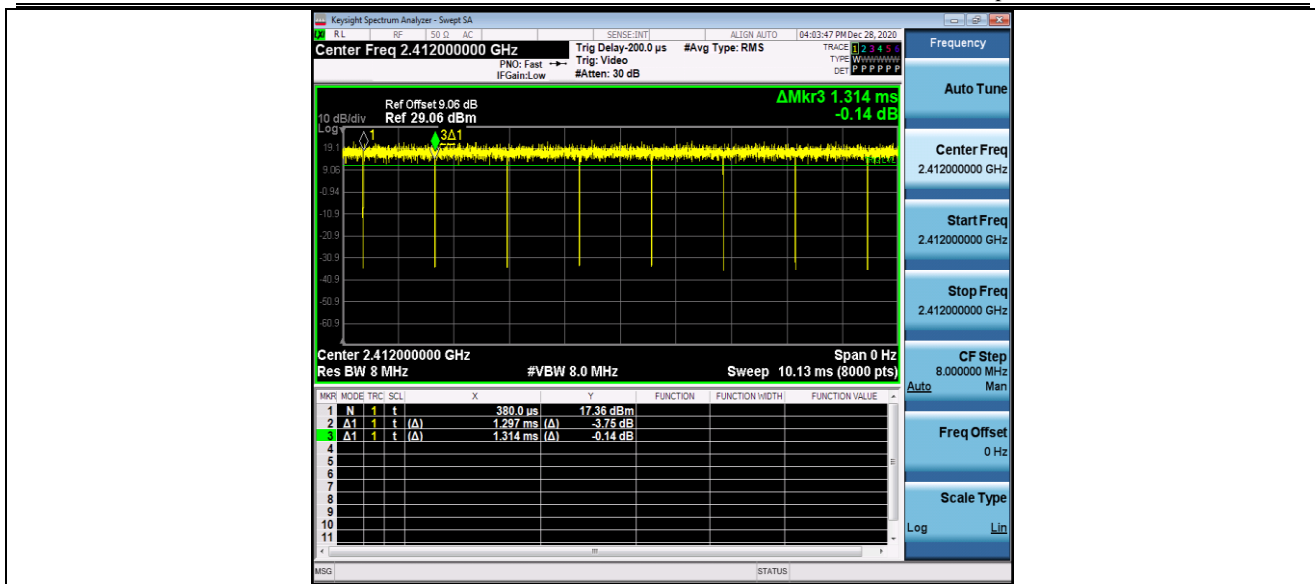 Keysight Spectrum Analyzer - Swept SA
RL RF 50 Ω AC SENSE:INT ALIGN AUTO 04:03:47 PM Dec 28, 2020
Center Freq 2.412000000 GHz
PNO: Fast
IFGain:Low
Trig Delay-200.0 µs
Trig: Video
#Atten: 30 dB
#Avg Type: RMS
TRACE 1 2 3 4 5 6
TYPE WWWWWW
DET P P P P P P
Ref Offset 9.06 dB
10 dB/div Ref 29.06 dBm
Log
ΔMkr3 1.314 ms
-0.14 dB
1
3Δ1
19.1
9.06
-0.94
-10.9
-20.9
-30.9
-40.9
-50.9
-60.9
Center 2.412000000 GHz Span 0 Hz
Res BW 8 MHz #VBW 8.0 MHz Sweep 10.13 ms (8000 pts)
MKR MODE TRC SCL X Y FUNCTION FUNCTION WIDTH FUNCTION VALUE
1 N 1 t 380.0 µs 17.36 dBm
2 Δ1 1 t (Δ) 1.297 ms (Δ) -3.75 dB
3 Δ1 1 t (Δ) 1.314 ms (Δ) -0.14 dB
4
5
6
7
8
9
10
11
MSG STATUS
Frequency
Auto Tune
Center Freq
2.412000000 GHz
Start Freq
2.412000000 GHz
Stop Freq
2.412000000 GHz
CF Step
8.000000 MHz
Auto Man
Freq Offset
0 Hz
Scale Type
Log Lin